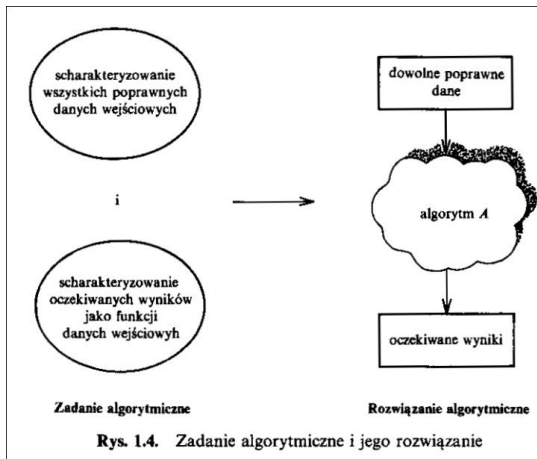 scharakteryzowanie
wszystkich poprawnych
danych wejściowych
i
scharakteryzowanie
oczekiwanych wyników
jako funkcji
danych wejściowyh
Zadanie algorytmiczne
dowolne poprawne
dane
algorytm A
oczekiwane wyniki
Rozwiązanie algorytmiczne
Rys. 1.4. Zadanie algorytmiczne i jego rozwiązanie